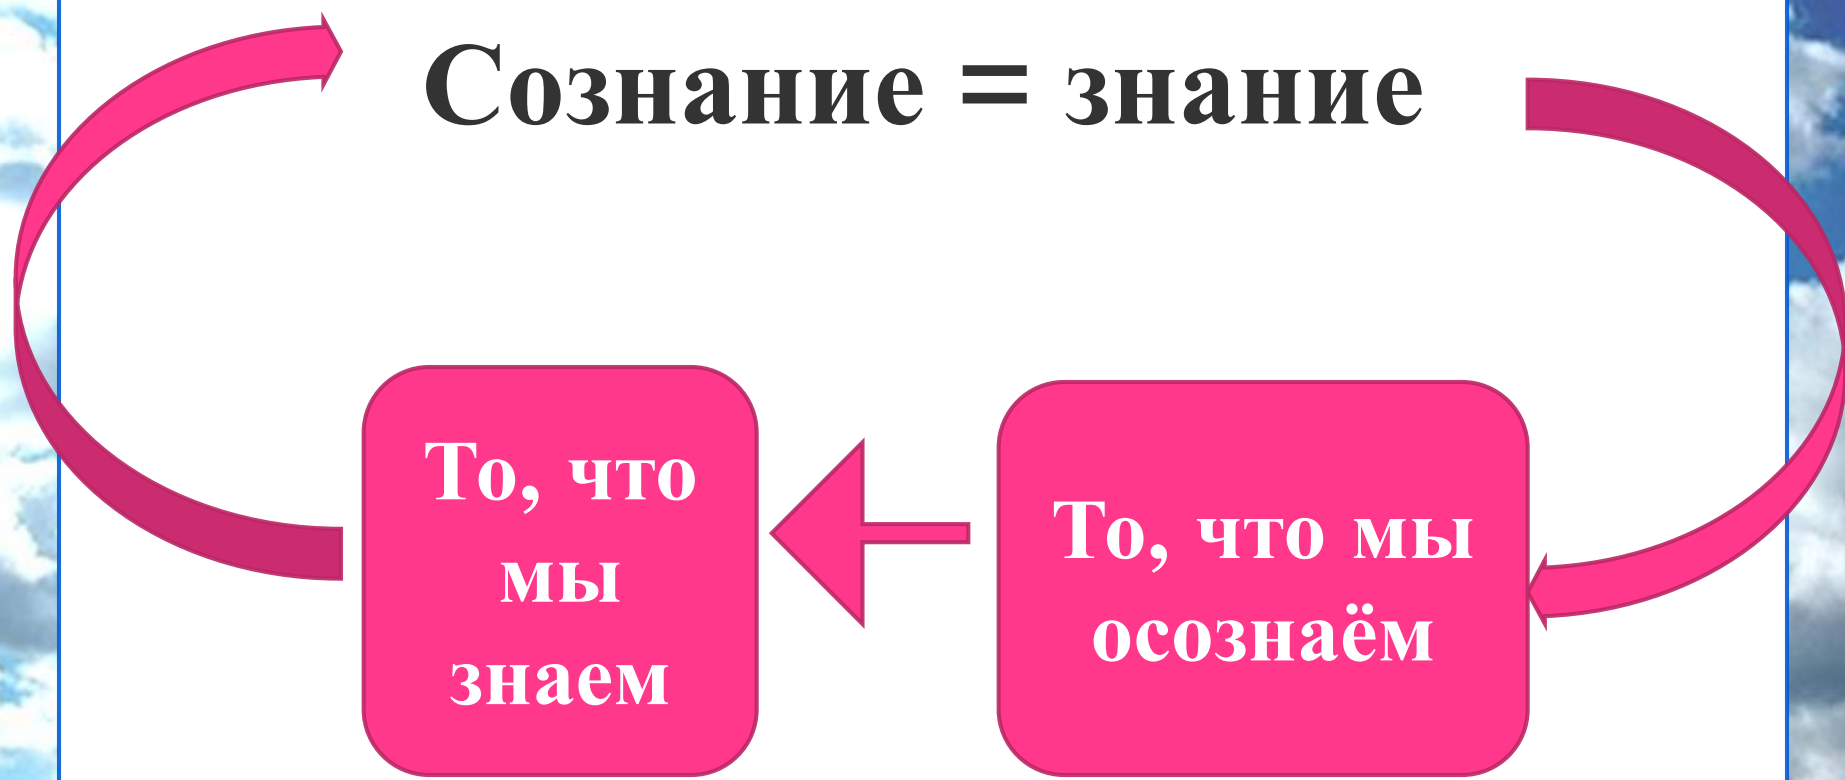 Сознание = знание
То, что
мы
знаем
То, что мы
осознаём